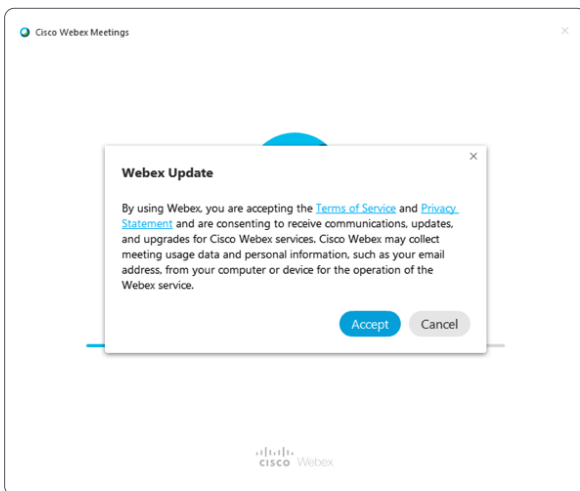 Cisco Webex Meetings
Webex Update
By using Webex, you are accepting the Terms of Service and Privacy
Statement and are consenting to receive communications, updates,
and upgrades for Cisco Webex services. Cisco Webex may collect
meeting usage data and personal information, such as your email
address, from your computer or device for the operation of the
Webex service.
Accept Cancel
CISCO Webex